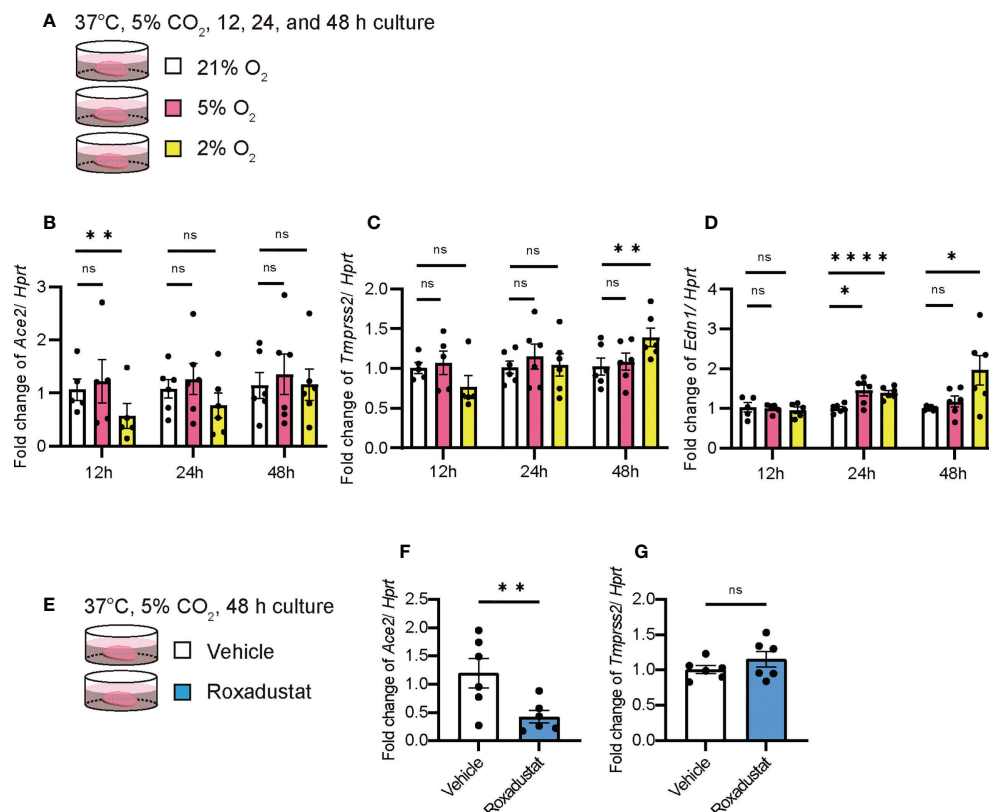 A 37°C, 5% CO₂, 12, 24, and 48 h culture
21% O₂
5% O₂
2% O₂
B
Fold change of Ace2/ Hprt
3
2
1
0
* *
ns
ns
ns
ns
ns
12h 24h 48h
C
Fold change of Tmprss2/ Hprt
2.0
1.5
1.0
0.5
0.0
ns
ns
ns
ns
* *
ns
12h 24h 48h
D
Fold change of Edn1/ Hprt
4
3
2
1
0
ns
ns
* * * *
*
*
ns
12h 24h 48h
E 37°C, 5% CO₂, 48 h culture
Vehicle
Roxadustat
F
Fold change of Ace2/ Hprt
2.5
2.0
1.5
1.0
0.5
0.0
* *
Vehicle
Roxadustat
G
Fold change of Tmprss2/ Hprt
2.5
2.0
1.5
1.0
0.5
0.0
ns
Vehicle
Roxadustat